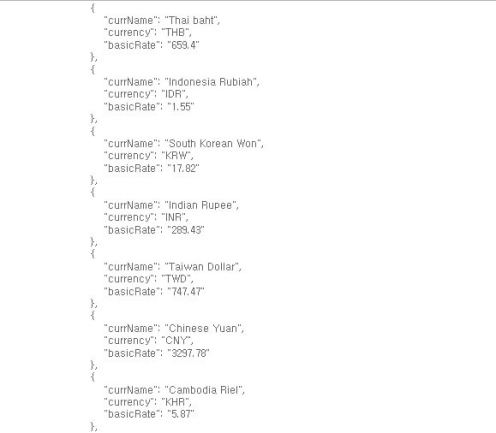 {
"currName": "Thai baht",
"currency": "THB",
"basicRate": "659.4"
},
{
"currName": "Indonesia Rubiah",
"currency": "IDR",
"basicRate": "1.55"
},
{
"currName": "South Korean Won",
"currency": "KRW",
"basicRate": "17.82"
},
{
"currName": "Indian Rupee",
"currency": "INR",
"basicRate": "289.43"
},
{
"currName": "Taiwan Dollar",
"currency": "TWD",
"basicRate": "747.47"
},
{
"currName": "Chinese Yuan",
"currency": "CNY",
"basicRate": "3297.78"
},
{
"currName": "Cambodia Riel",
"currency": "KHR",
"basicRate": "5.87"
},